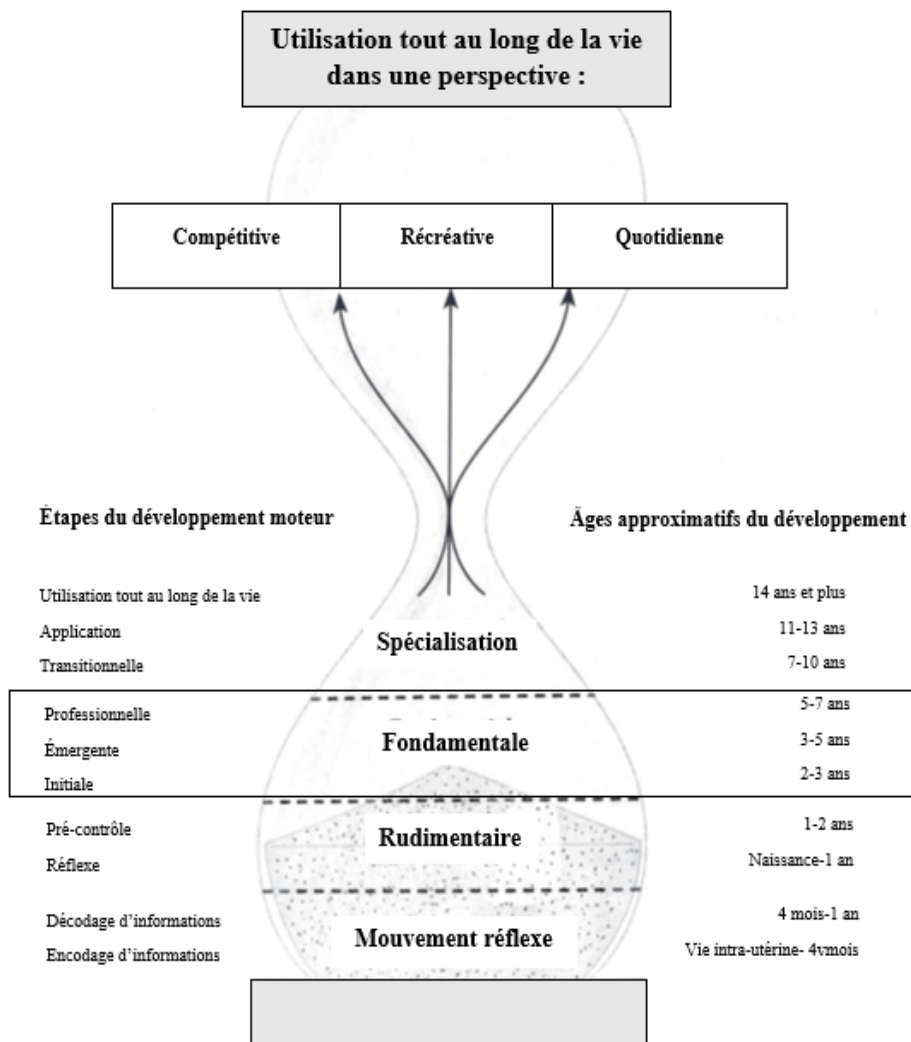 Utilisation tout au long de la vie
dans une perspective :
Compétitive
Récréative
Quotidienne
Étapes du développement moteur
Äges approximatifs du développement
Utilisation tout au long de la vie
14 ans et plus
Application
11-13 ans
Spécialisation
Transitionnelle
7-10 ans
Professionnelle
5-7 ans
Fondamentale
Émergente
3-5 ans
Initiale
2-3 ans
Pré-contrôle
1-2 ans
Rudimentaire
Réflexe
Naissance-1 an
Décodage d’informations
4 mois-1 an
Mouvement réflexe
Encodage d’informations
Vie intra-utérine- 4vmois